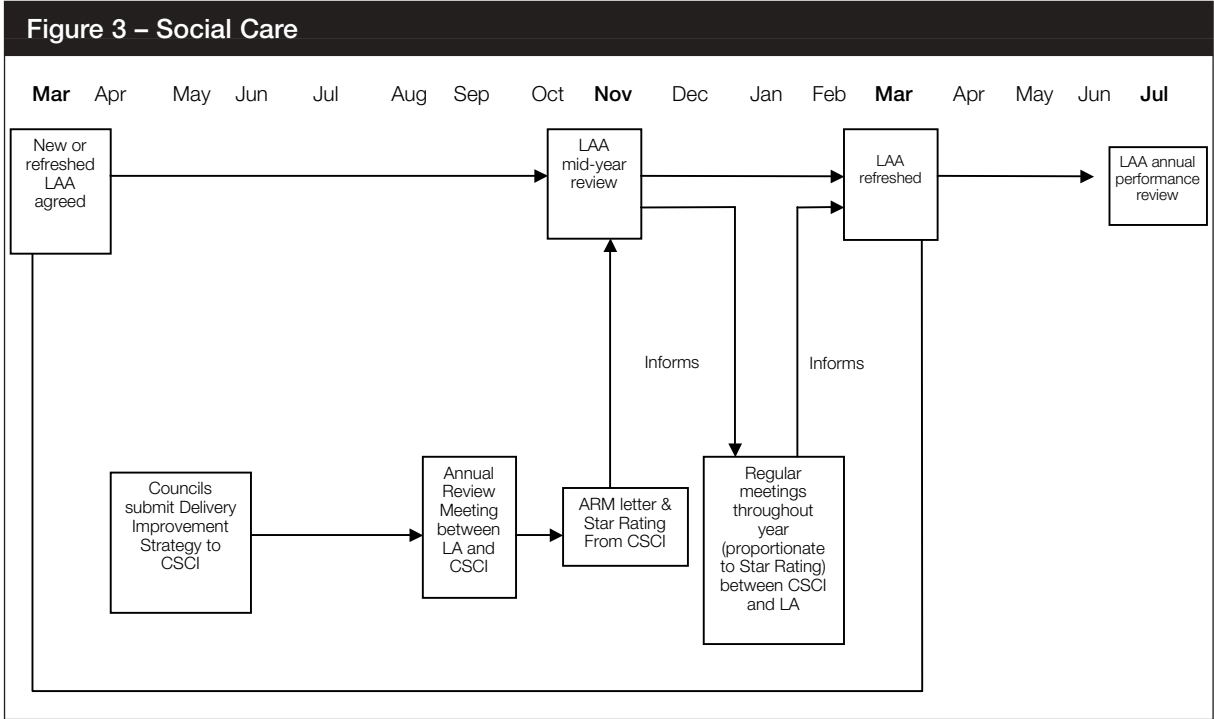 Figure 3 – Social Care
Mar Apr May Jun Jul Aug Sep Oct Nov Dec Jan Feb Mar Apr May Jun Jul
New or
refreshed
LAA
agreed
LAA
mid-year
review
LAA
refreshed
LAA annual
performance
review
Informs
Informs
Councils
submit Delivery
Improvement
Strategy to
CSCI
Annual
Review
Meeting
between
LA and
CSCI
ARM letter &
Star Rating
From CSCI
Regular
meetings
throughout
year
(proportionate
to Star Rating)
between CSCI
and LA